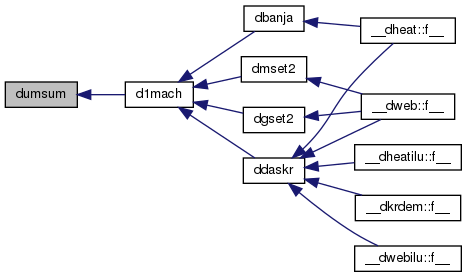 dumsum
d1mach
dbanja
dmset2
dgset2
ddaskr
__dheat::f__
__dweb::f__
__dheatilu::f__
__dkrdem::f__
__dwebilu::f__